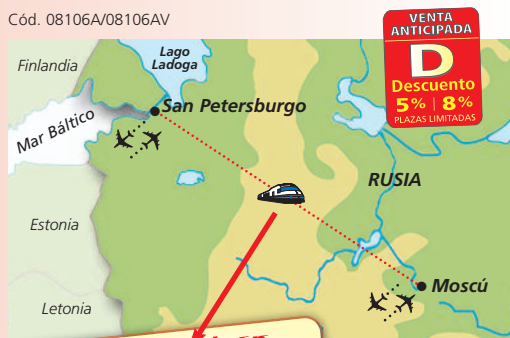 Cód. 08106A/08106AV
VENTA
ANTICIPADA
D
Descuento
5% | 8%
PLAZAS LIMITADAS
Finlandia
Lago
Ladoga
San Petersburgo
Mar Báltico
RUSIA
Estonia
Moscú
Letonia